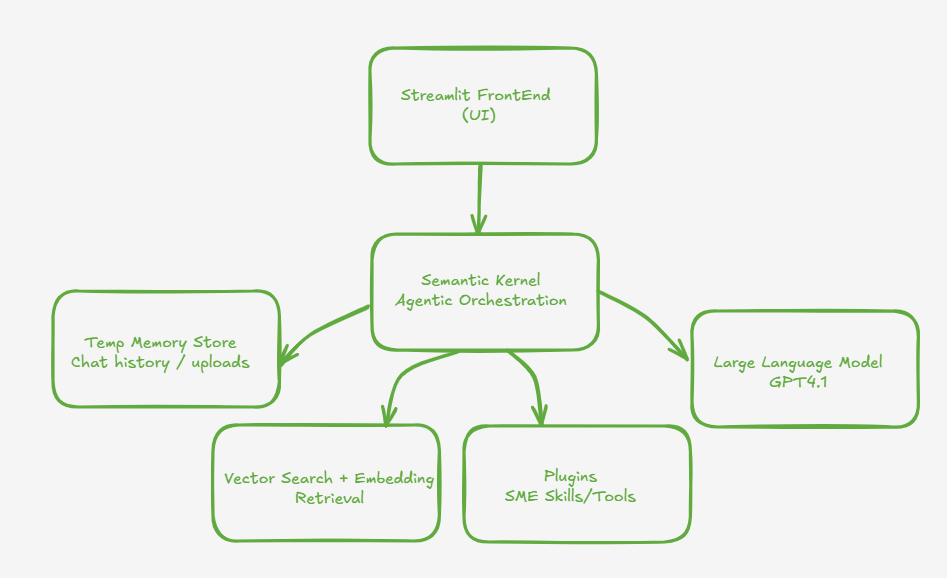 Streamlit FrontEnd
(UI)
Semantic Kernel
Agentic Orchestration
Temp Memory Store
Chat history / uploads
Large Language Model
GPT4.1
Vector Search + Embedding
Retrieval
Plugins
SME Skills/Tools